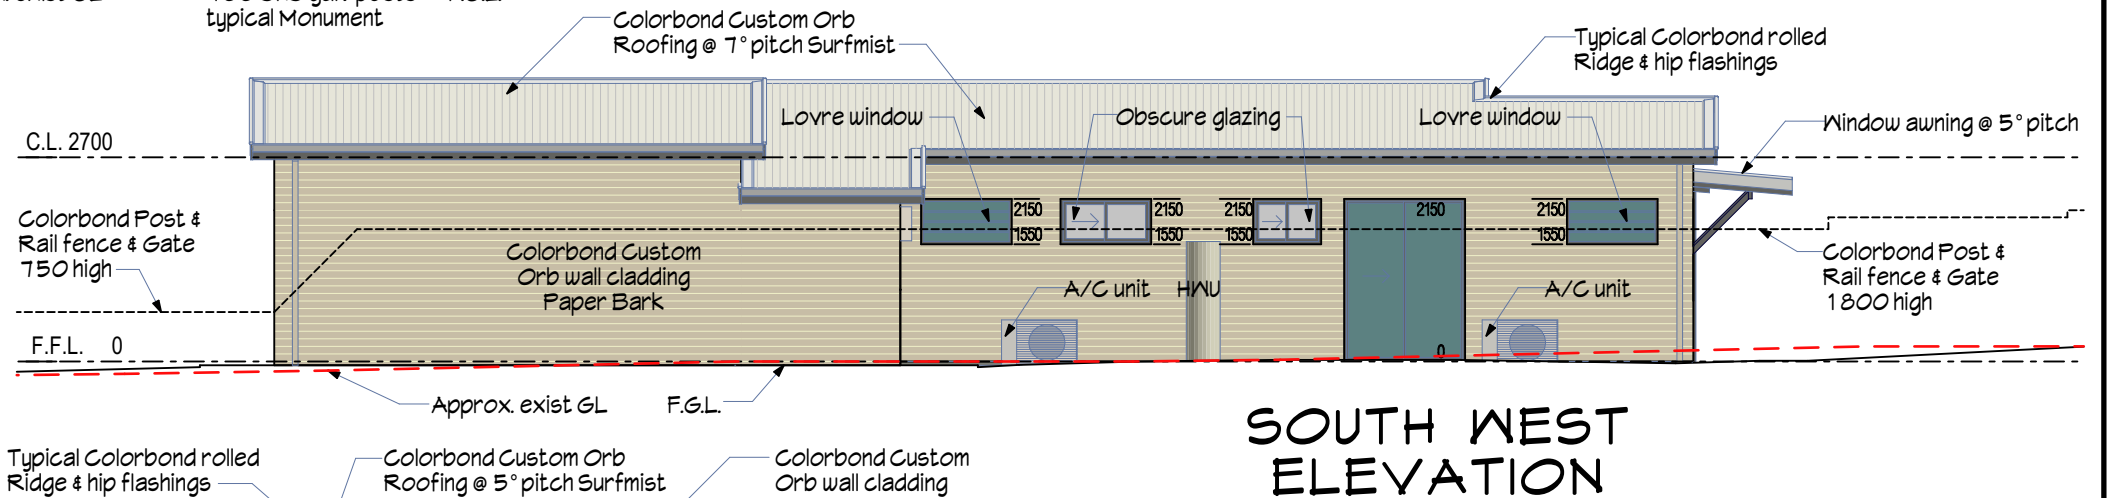 typical Monument
Colorbond Custom Orb
Roofing @ 7° pitch Surfmist
Typical Colorbond rolled
Ridge & hip flashings
Lovre window
Obscure glazing
Lovre window
Window awning @ 5° pitch
C.L. 2700
Colorbond Post &
Rail fence & Gate
750 high
Colorbond Custom
Orb wall cladding
Paper Bark
2150
1550
2150
1550
2150
1550
2150
2150
1550
Colorbond Post &
Rail fence & Gate
1800 high
A/C unit
HWU
A/C unit
F.F.L. 0
0
Approx. exist GL
F.G.L.
SOUTH WEST
ELEVATION
Typical Colorbond rolled
Ridge & hip flashings
Colorbond Custom Orb
Roofing @ 5° pitch Surfmist
Colorbond Custom
Orb wall cladding